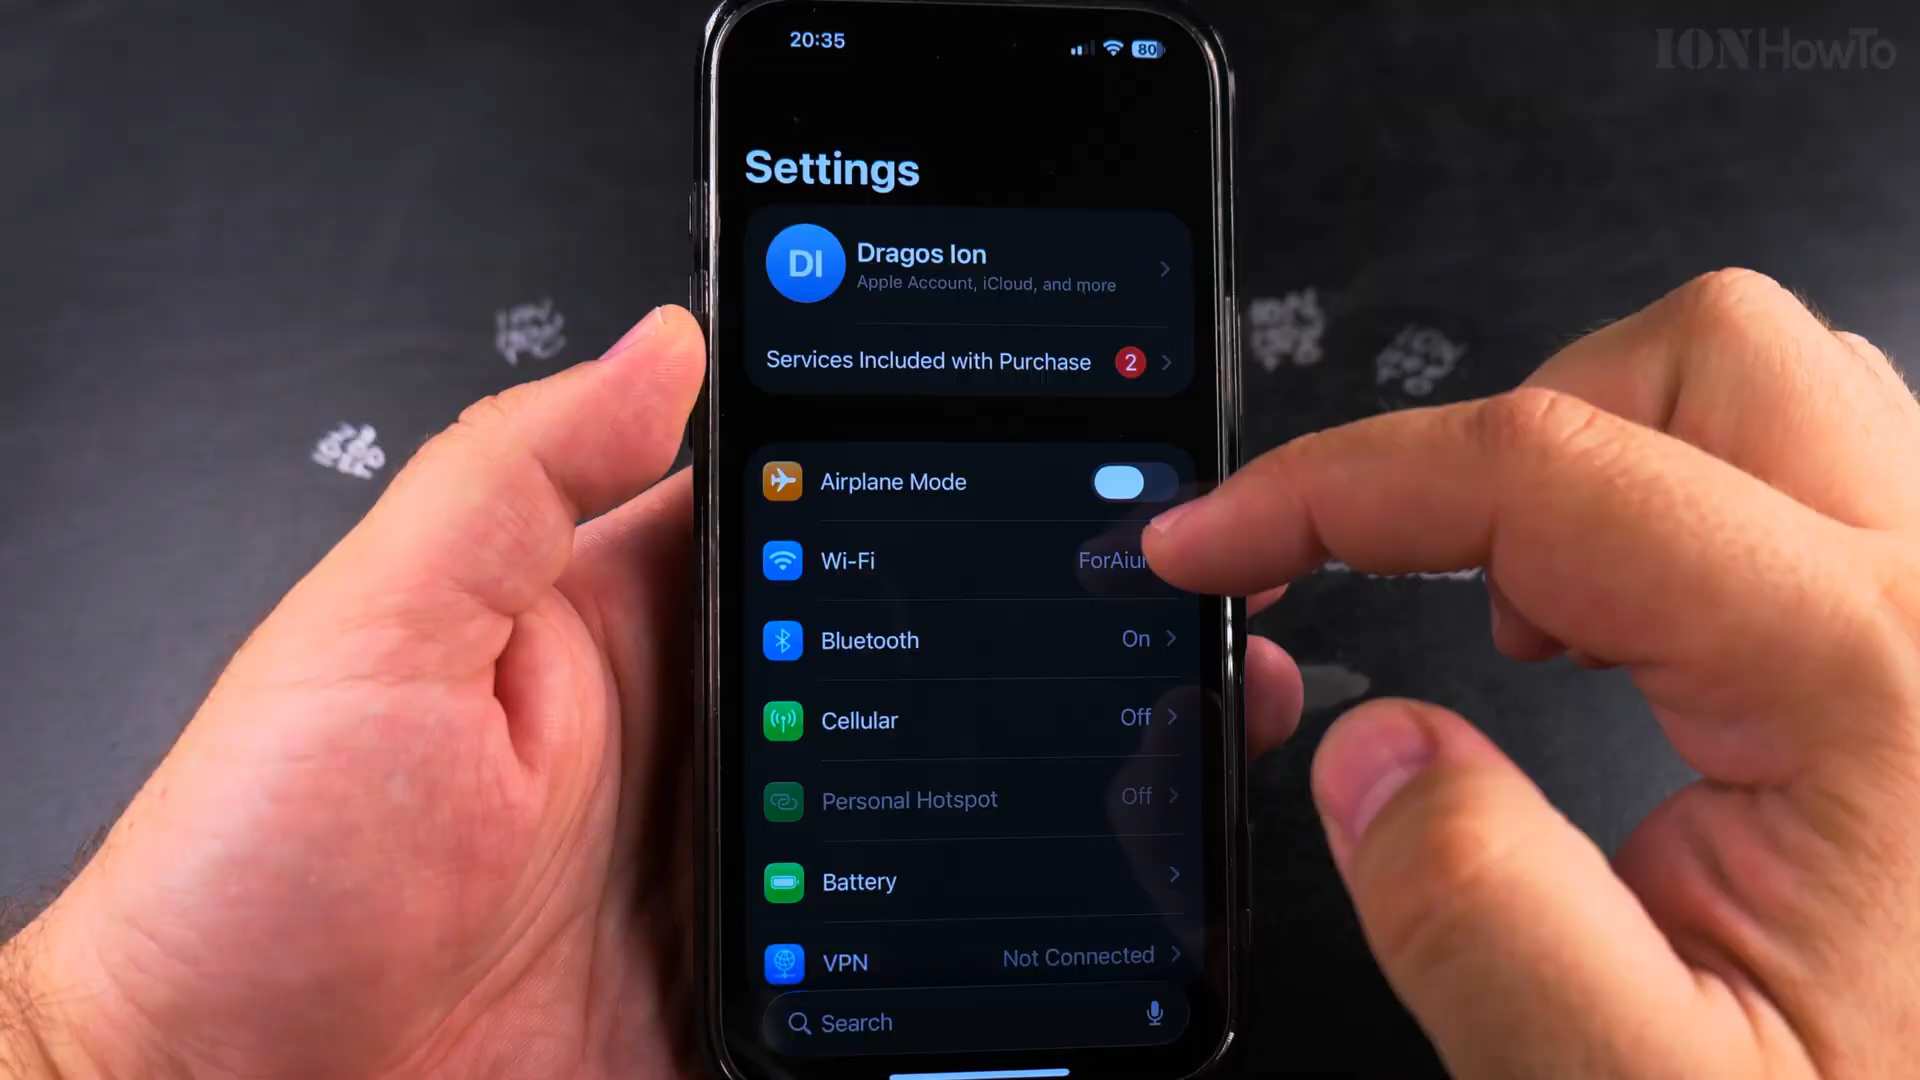 IONHowTo
20:35
80
Settings
DI
Dragos Ion
Apple Account, iCloud, and more
Services Included with Purchase 2
Airplane Mode
Wi-Fi
Bluetooth On
Cellular Off
Personal Hotspot Off
Battery
VPN Not Connected
Search